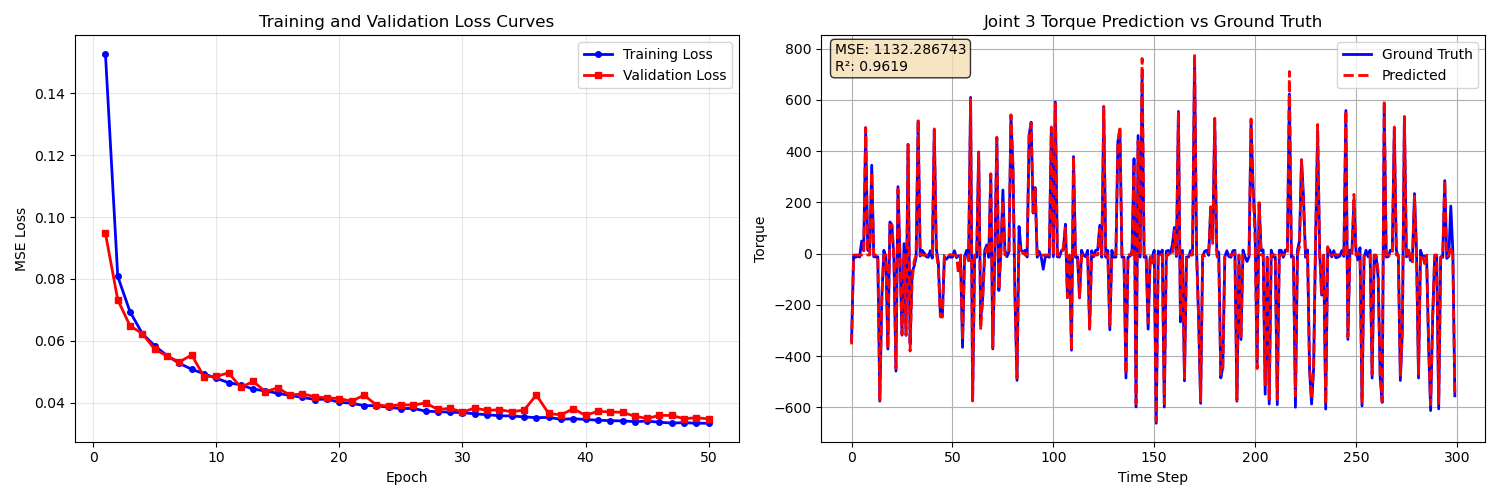 Training and Validation Loss Curves
MSE Loss
0.14
0.12
0.10
0.08
0.06
0.04
0
10
20
30
40
50
Epoch
Training Loss
Validation Loss
Joint 3 Torque Prediction vs Ground Truth
Torque
800
600
400
200
0
−200
−400
−600
0
50
100
150
200
250
300
Time Step
MSE: 1132.286743
R²: 0.9619
Ground Truth
Predicted